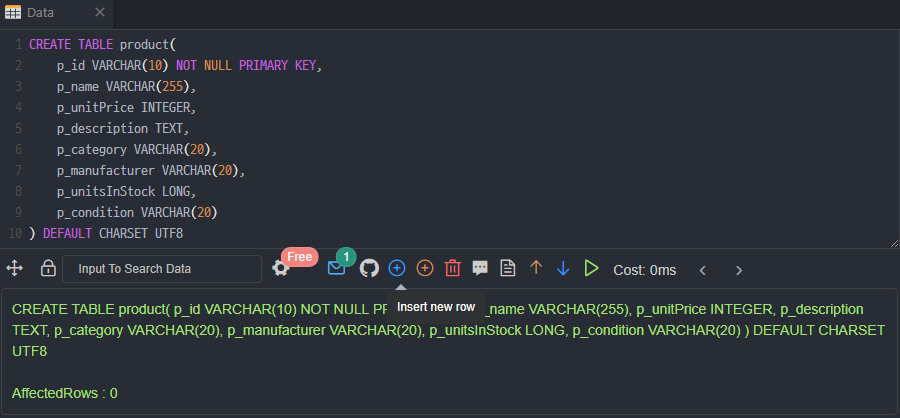 Data
1 CREATE TABLE product(
2 p_id VARCHAR(10) NOT NULL PRIMARY KEY,
3 p_name VARCHAR(255),
4 p_unitPrice INTEGER,
5 p_description TEXT,
6 p_category VARCHAR(20),
7 p_manufacturer VARCHAR(20),
8 p_unitsInStock LONG,
9 p_condition VARCHAR(20)
10 ) DEFAULT CHARSET UTF8
Input To Search Data Free 1 Cost: 0ms
Insert new row
CREATE TABLE product( p_id VARCHAR(10) NOT NULL PR _name VARCHAR(255), p_unitPrice INTEGER, p_description
TEXT, p_category VARCHAR(20), p_manufacturer VARCHAR(20), p_unitsInStock LONG, p_condition VARCHAR(20) ) DEFAULT CHARSET
UTF8
AffectedRows : 0